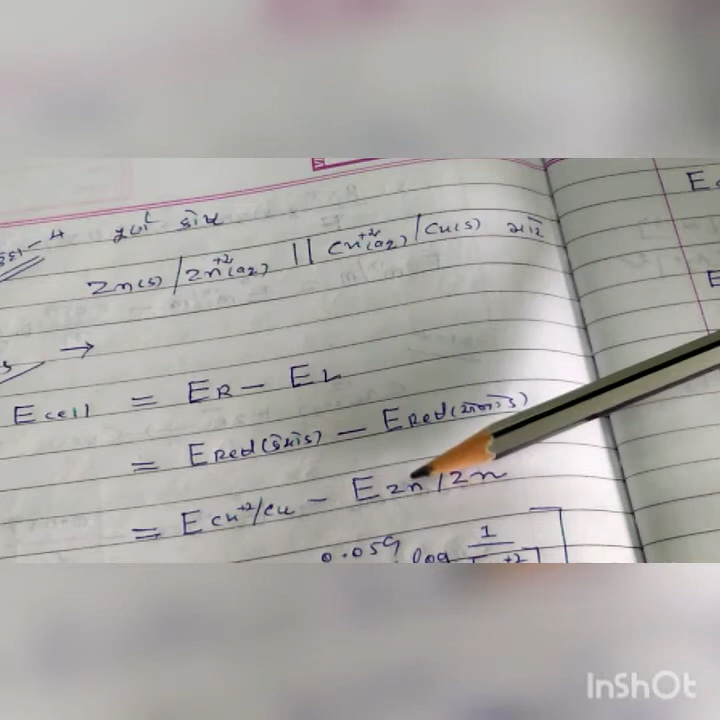 પૂર્ણ કોષ
Zn(s) / Zn+2(aq) || Cu+2(aq) / Cu(s) માટે
→
Ecell = ER - EL
= ERed(કેથોડ) - ERed(એનોડ)
= ECu+2/Cu - EZn / Zn
0.059 log 1
+2
E
E
InShOt